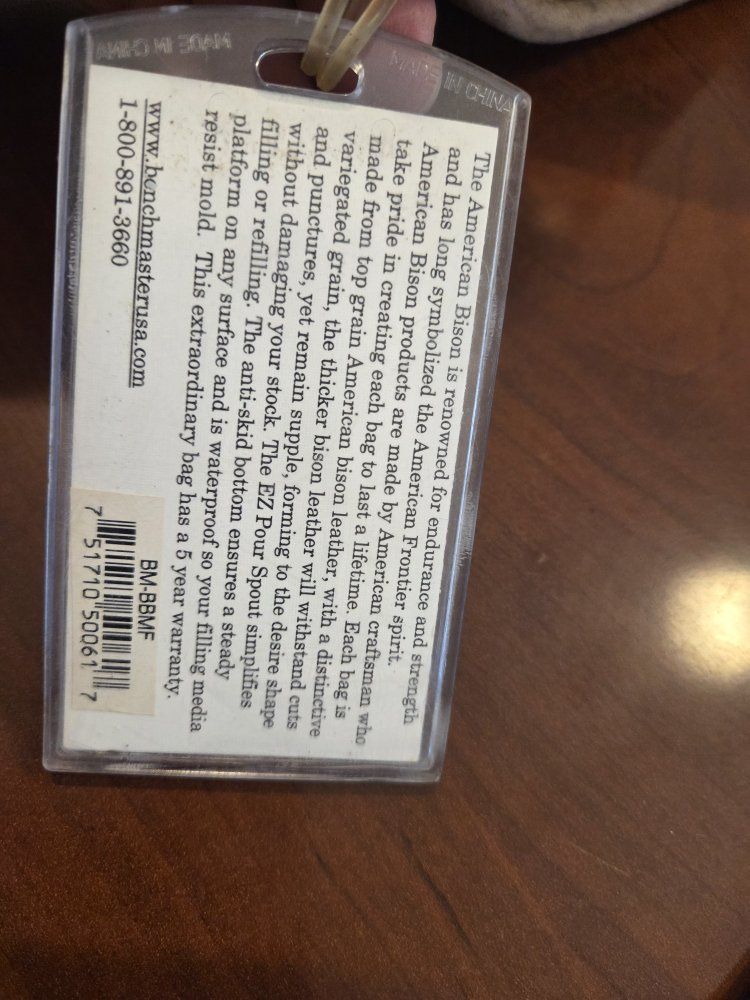 MADE IN CHINA
MADE IN CHINA
The American Bison is renowned for endurance and strength
and has long symbolized the American Frontier spirit.
American Bison products are made by American craftsman who
take pride in creating each bag to last a lifetime. Each bag is
made from top grain American bison leather, with a distinctive
variegated grain, the thicker bison leather will withstand cuts
and punctures, yet remain supple, forming to the desire shape
without damaging your stock. The EZ Pour Spout simplifies
filling or refilling. The anti-skid bottom ensures a steady
platform on any surface and is waterproof so your filling media
resist mold. This extraordinary bag has a 5 year warranty.
www.benchmasterusa.com
1-800-891-3660
BM-BBMF
7 51710 50061 7